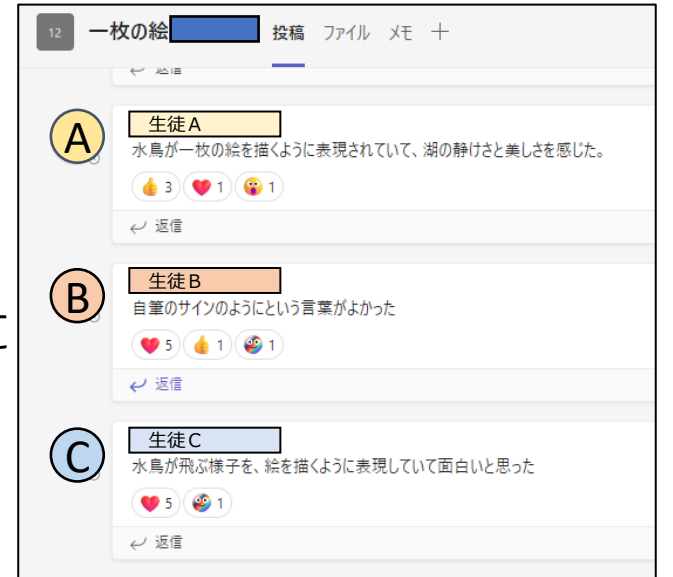 12 一枚の絵 投稿 ファイル メモ
返信
A 生徒A
水鳥が一枚の絵を描くように表現されていて、湖の静けさと美しさを感じた。
3 1 1
返信
B 生徒B
自筆のサインのようにという言葉がよかった
5 1 1
返信
C 生徒C
水鳥が飛ぶ様子を、絵を描くように表現していて面白いと思った
5 1
返信